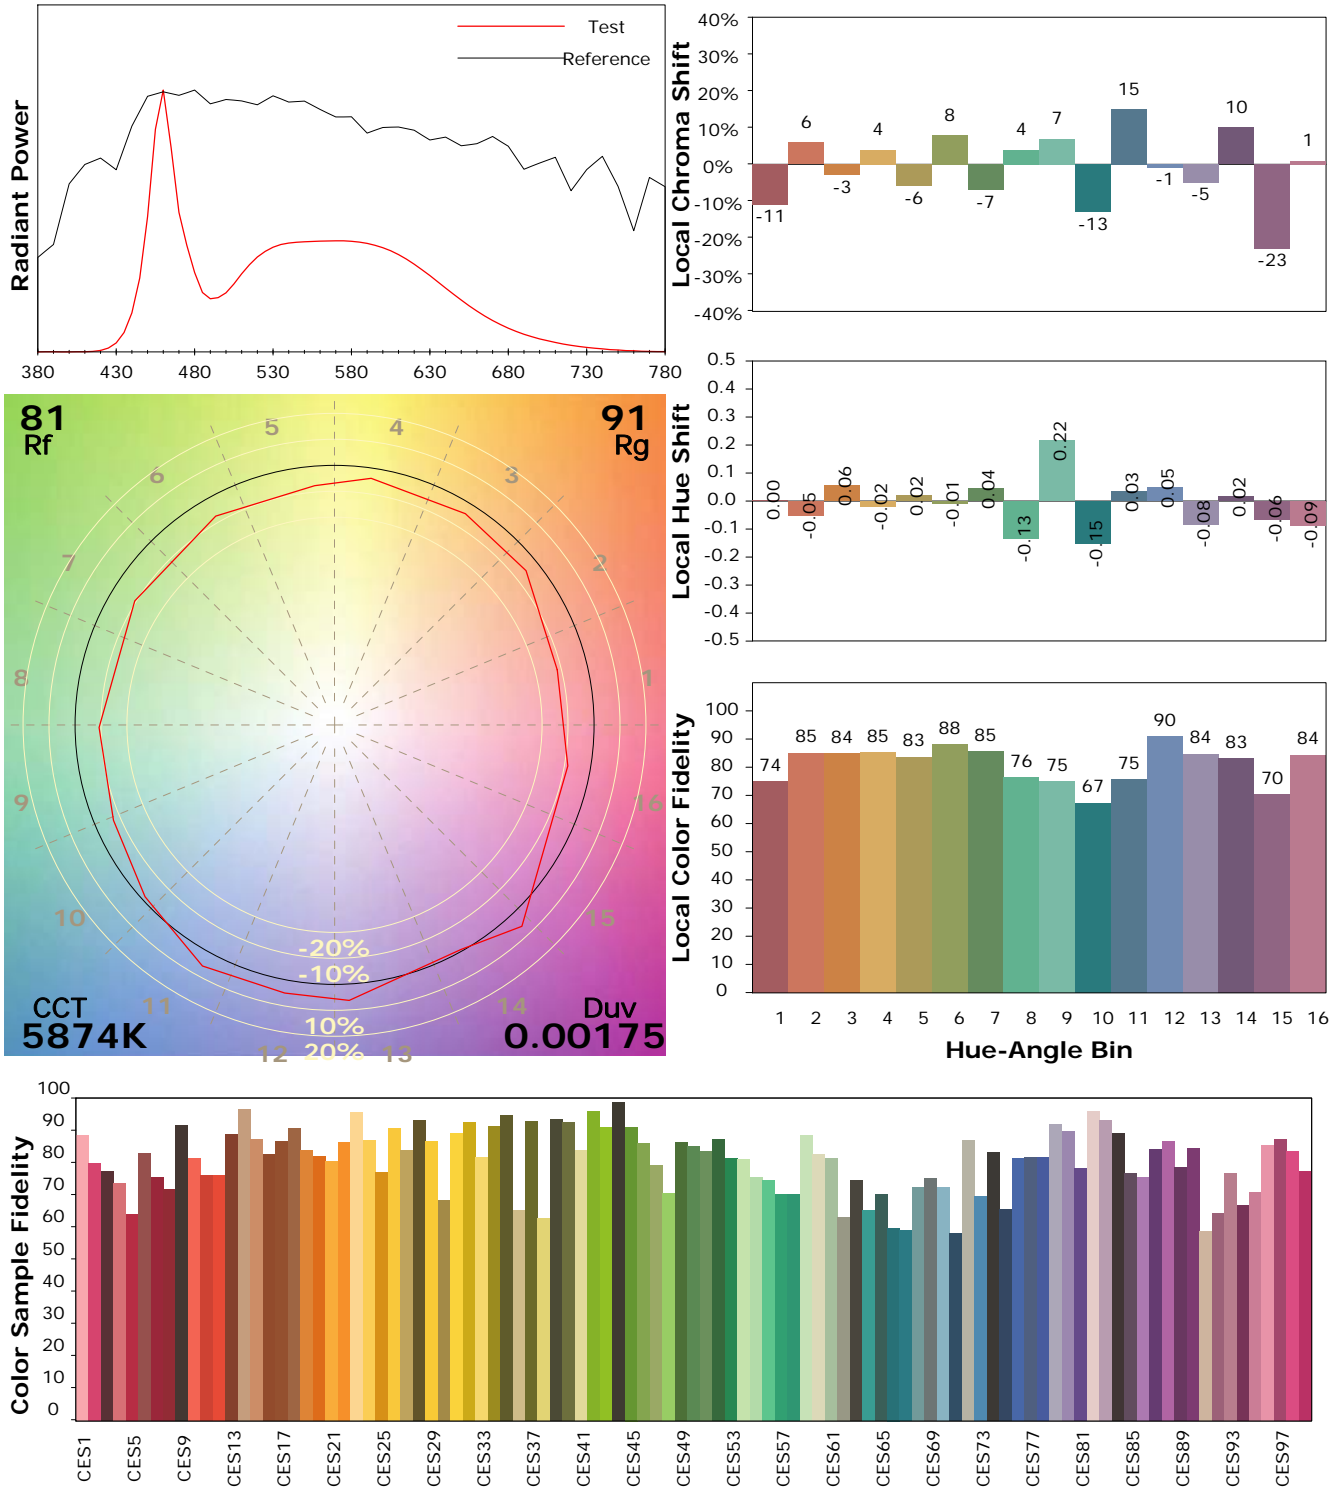 Test
Reference
Radiant Power
380 430 480 530 580 630 680 730 780
Local Chroma Shift
40%
30%
20%
10%
0%
-10%
-20%
-30%
-40%
-11 6 -3 4 -6 8 -7 4 7 -13 15 -1 -5 10 -23 1
Local Hue Shift
0.5
0.4
0.3
0.2
0.1
0.0
-0.1
-0.2
-0.3
-0.4
-0.5
0.00 -0.05 0.06 -0.02 0.02 -0.01 0.04 -0.13 0.22 -0.15 0.03 0.05 -0.08 0.02 -0.06 -0.09
81
Rf
91
Rg
CCT
5874K
Duv
0.00175
1 2 3 4 5 6 7 8 9 10 11 12 13 14 15 16
-20%
-10%
10%
20%
Local Color Fidelity
100
90
80
70
60
50
40
30
20
10
0
74 85 84 85 83 88 85 76 75 67 75 90 84 83 70 84
1 2 3 4 5 6 7 8 9 10 11 12 13 14 15 16
Hue-Angle Bin
Color Sample Fidelity
100
90
80
70
60
50
40
30
20
10
0
CES1 CES5 CES9 CES13 CES17 CES21 CES25 CES29 CES33 CES37 CES41 CES45 CES49 CES53 CES57 CES61 CES65 CES69 CES73 CES77 CES81 CES85 CES89 CES93 CES97